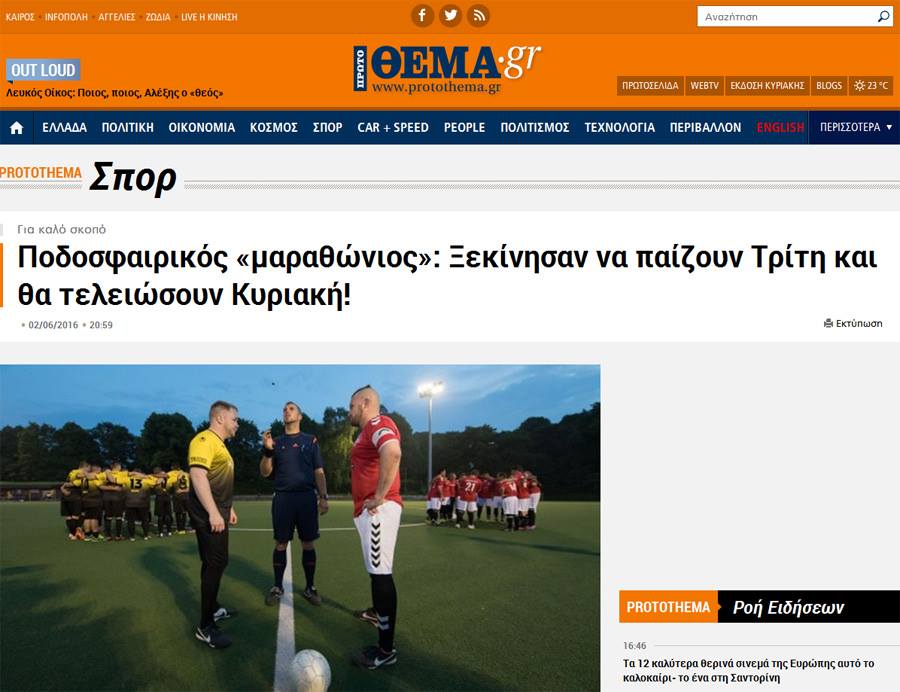 ΚΑΙΡΟΣ • INFOΠΟΛΗ • ΑΓΓΕΛΙΕΣ • ΖΩΔΙΑ • LIVE Η ΚΙΝΗΣΗ
Αναζήτηση
OUT LOUD
Λευκός Οίκος: Ποιος, ποιος, Αλέξης ο «θεός»
ΠΡΩΤΟ ΘΕΜΑ.gr
www.protothema.gr
ΠΡΩΤΟΣΕΛΙΔΑ WEBTV ΕΚΔΟΣΗ ΚΥΡΙΑΚΗΣ BLOGS 23 °C
ΕΛΛΑΔΑ ΠΟΛΙΤΙΚΗ ΟΙΚΟΝΟΜΙΑ ΚΟΣΜΟΣ ΣΠΟΡ CAR + SPEED PEOPLE ΠΟΛΙΤΙΣΜΟΣ ΤΕΧΝΟΛΟΓΙΑ ΠΕΡΙΒΑΛΛΟΝ ENGLISH ΠΕΡΙΣΣΟΤΕΡΑ
PROTOTHEMA Σπορ
Για καλό σκοπό
Ποδοσφαιρικός «μαραθώνιος»: Ξεκίνησαν να παίζουν Τρίτη και
θα τελειώσουν Κυριακή!
• 02/06/2016 • 20:59
Εκτύπωση
13
8
21
PROTOTHEMA Ροή Ειδήσεων
16:46
Τα 12 καλύτερα θερινά σινεμά της Ευρώπης αυτό το
καλοκαίρι- το ένα στη Σαντορίνη